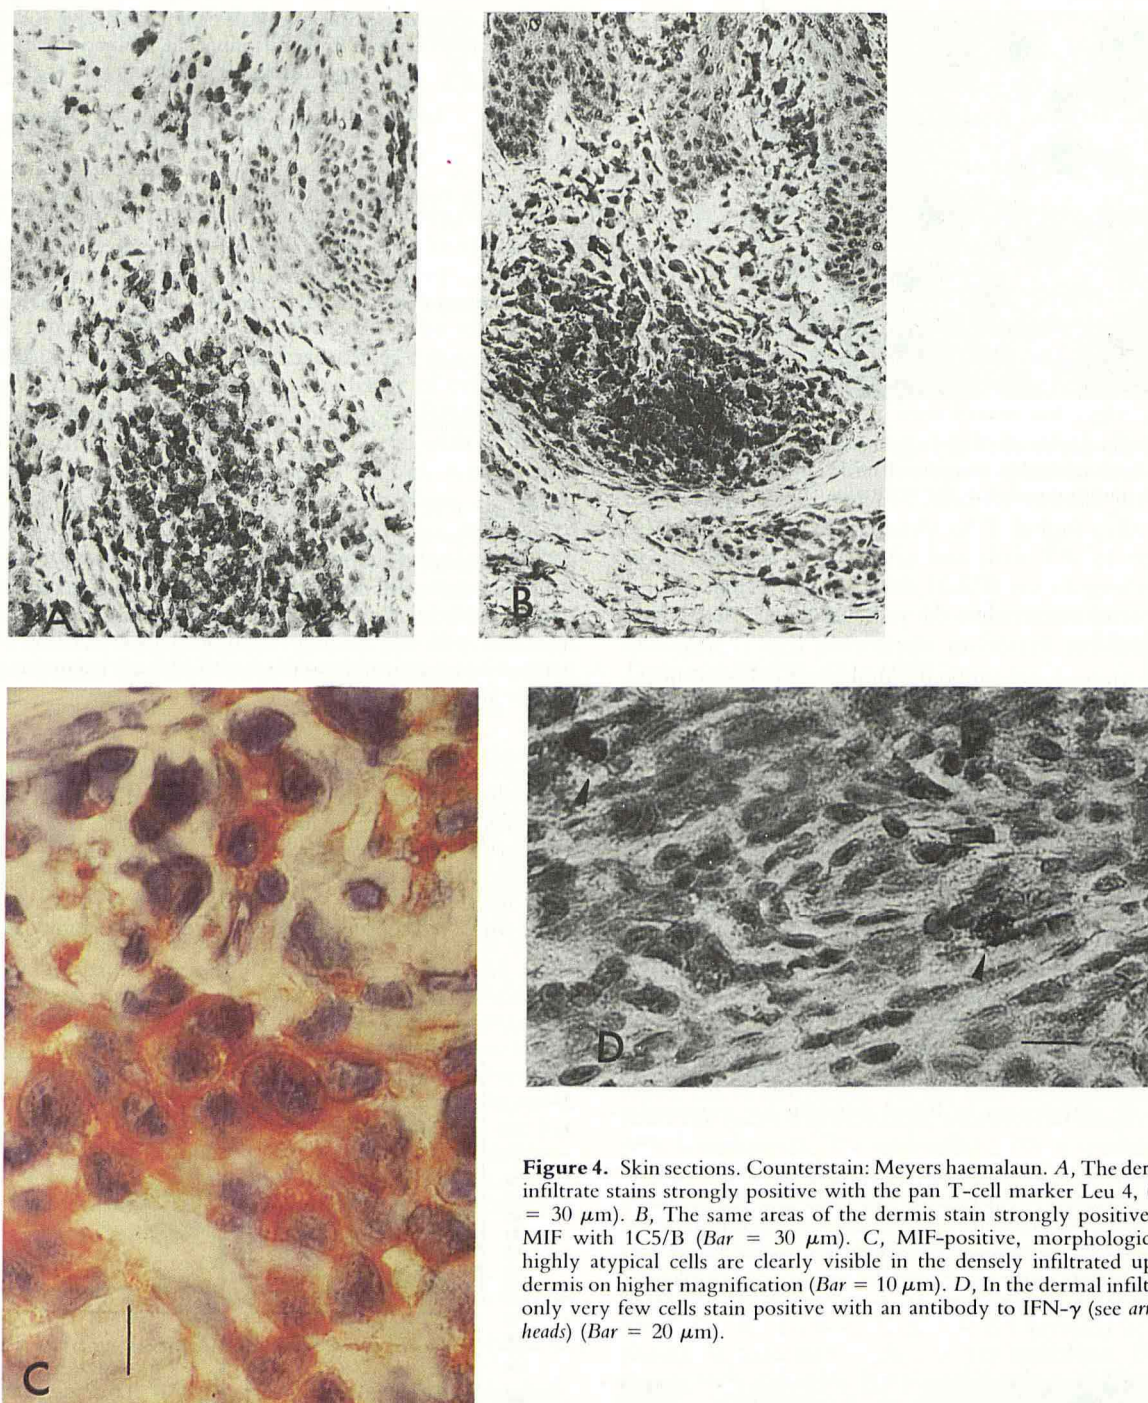 A
B
C
D
Figure 4. Skin sections. Counterstain: Meyers haemalaun. A, The der
infiltrate stains strongly positive with the pan T-cell marker Leu 4,
= 30 μm). B, The same areas of the dermis stain strongly positive
MIF with 1C5/B (Bar = 30 μm). C, MIF-positive, morphologic
highly atypical cells are clearly visible in the densely infiltrated up
dermis on higher magnification (Bar = 10 μm). D, In the dermal infilt
only very few cells stain positive with an antibody to IFN-γ (see ar
heads) (Bar = 20 μm).